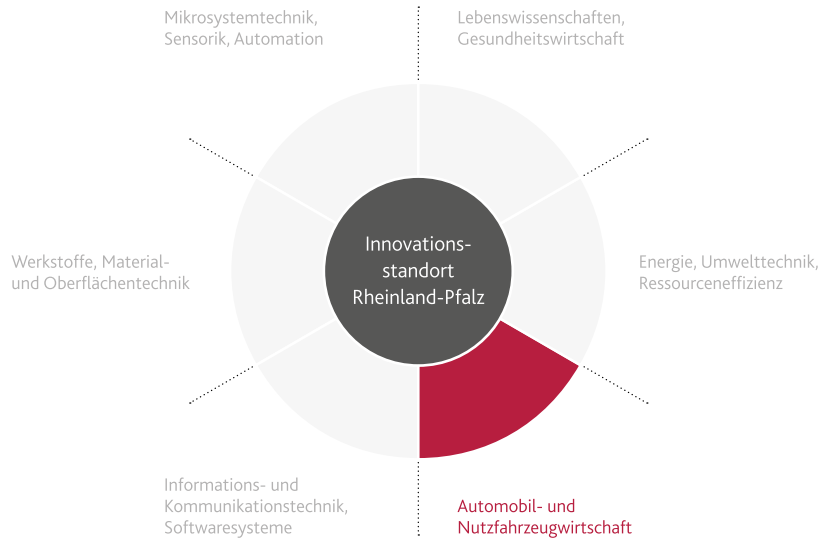 Mikrosystemtechnik,
Sensorik, Automation
Lebenswissenschaften,
Gesundheitswirtschaft
Innovations-
standort
Rheinland-Pfalz
Werkstoffe, Material-
und Oberflächentechnik
Energie, Umwelttechnik,
Ressourceneffizienz
Informations- und
Kommunikationstechnik,
Softwaresysteme
Automobil- und
Nutzfahrzeugwirtschaft